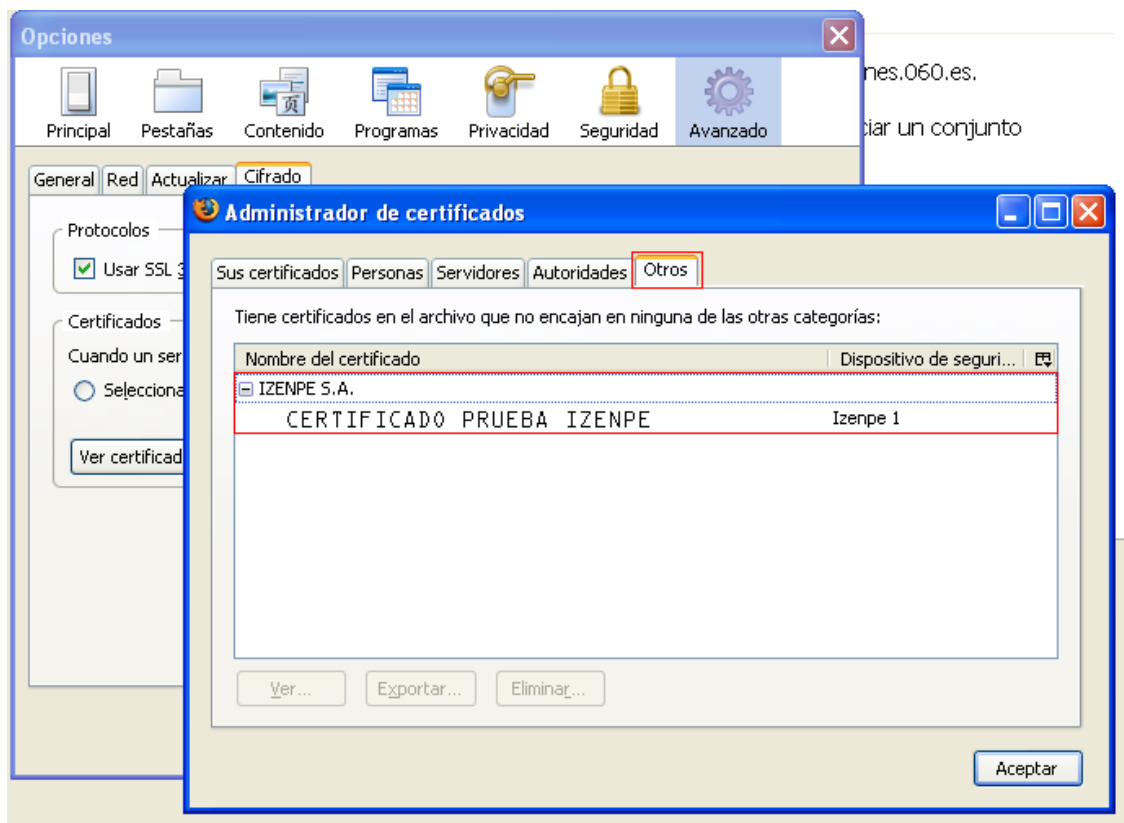 Opciones
nes.060.es.
Principal Pestañas Contenido Programas Privacidad Seguridad Avanzado
ciar un conjunto
General Red Actualizar Cifrado
Administrador de certificados
Protocolos
Usar SSL 3
Sus certificados Personas Servidores Autoridades Otros
Certificados
Tiene certificados en el archivo que no encajan en ninguna de las otras categorías:
Cuando un ser
Nombre del certificado Dispositivo de seguri...
Selecciona
IZENPE S.A.
CERTIFICADO PRUEBA IZENPE Izenpe 1
Ver certificad
Ver... Exportar... Eliminar...
Aceptar